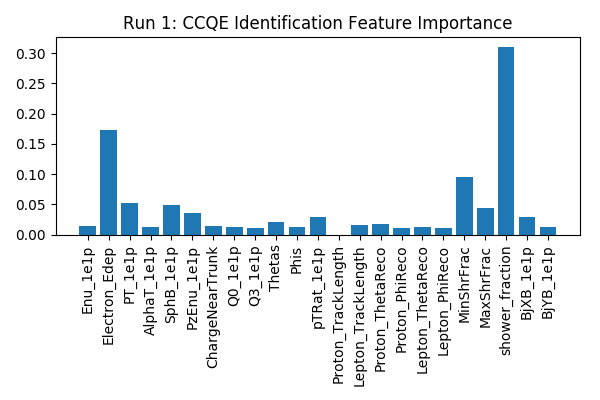 Run 1: CCQE Identification Feature Importance
0.30
0.25
0.20
0.15
0.10
0.05
0.00
Enu_1e1p
Electron_Edep
PT_1e1p
AlphaT_1e1p
SphB_1e1p
PzEnu_1e1p
ChargeNearTrunk
Q0_1e1p
Q3_1e1p
Thetas
Phis
pTRat_1e1p
Proton_TrackLength
Lepton_TrackLength
Proton_ThetaReco
Proton_PhiReco
Lepton_ThetaReco
Lepton_PhiReco
MinShrFrac
MaxShrFrac
shower_fraction
BjXB_1e1p
BjYB_1e1p